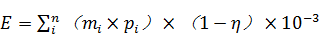 E = ∑ᵢⁿ（mᵢ × pᵢ）×（1−η）× 10⁻³